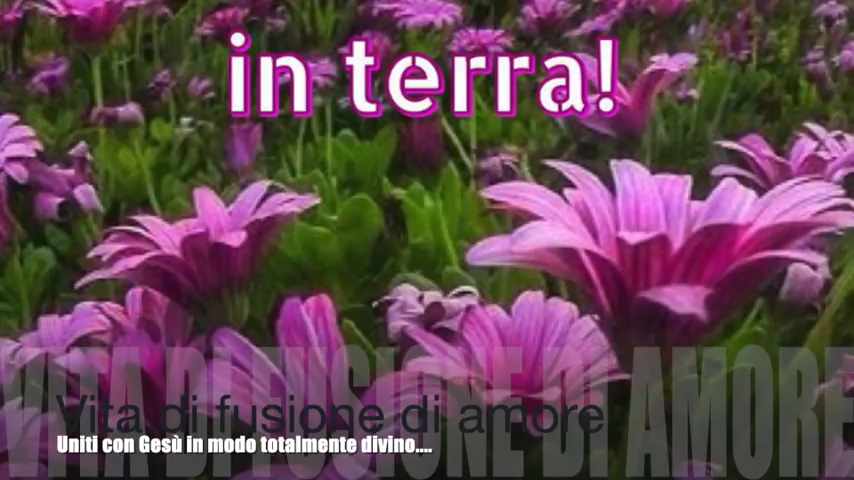 in terra!
VITA DI FUSIONE DI AMORE
Vita di fusione di amore
Uniti con Gesù in modo totalmente divino....